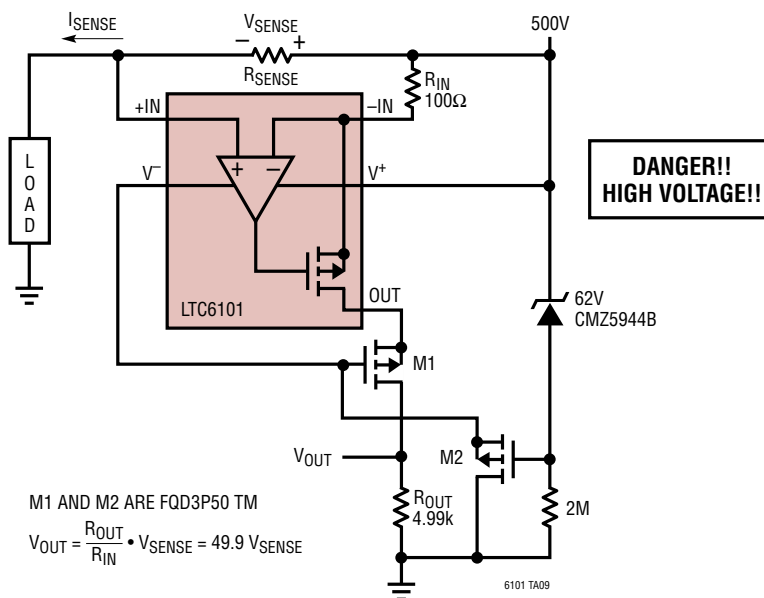 ISENSE
VSENSE
500V
– +
RSENSE
RIN
100Ω
+IN
–IN
L
O
A
D
V–
+ –
V+
DANGER!!
HIGH VOLTAGE!!
LTC6101
OUT
62V
CMZ5944B
M1
VOUT
M2
ROUT
4.99k
2M
M1 AND M2 ARE FQD3P50 TM
VOUT = ROUT/RIN • VSENSE = 49.9 VSENSE
6101 TA09